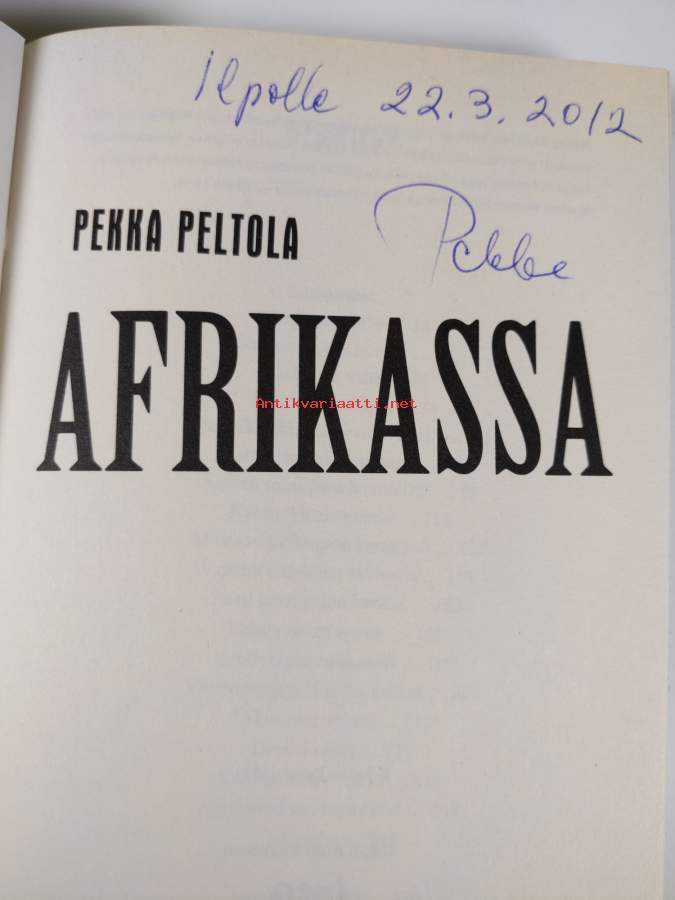 Ilpolle 22.3.2012
Pekka
PEKKA PELTOLA
AFRIKASSA
Antikvariaatti.net